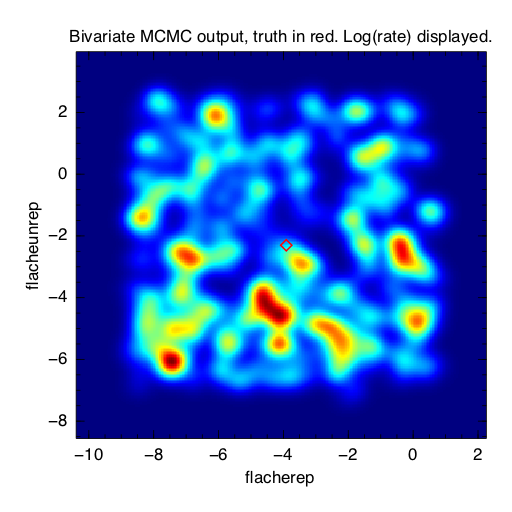 Bivariate MCMC output, truth in red. Log(rate) displayed.
2
0
−2
−4
−6
−8
flacheunrep
−10 −8 −6 −4 −2 0 2
flacherep